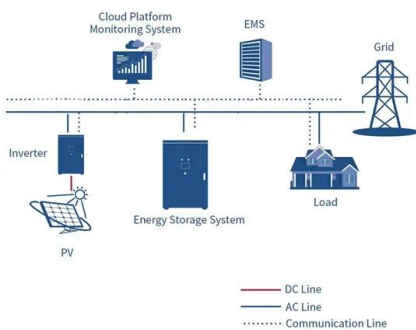 Cloud Platform
Monitoring System
EMS
Grid
Inverter
Energy Storage System
Load
PV
DC Line
AC Line
Communication Line